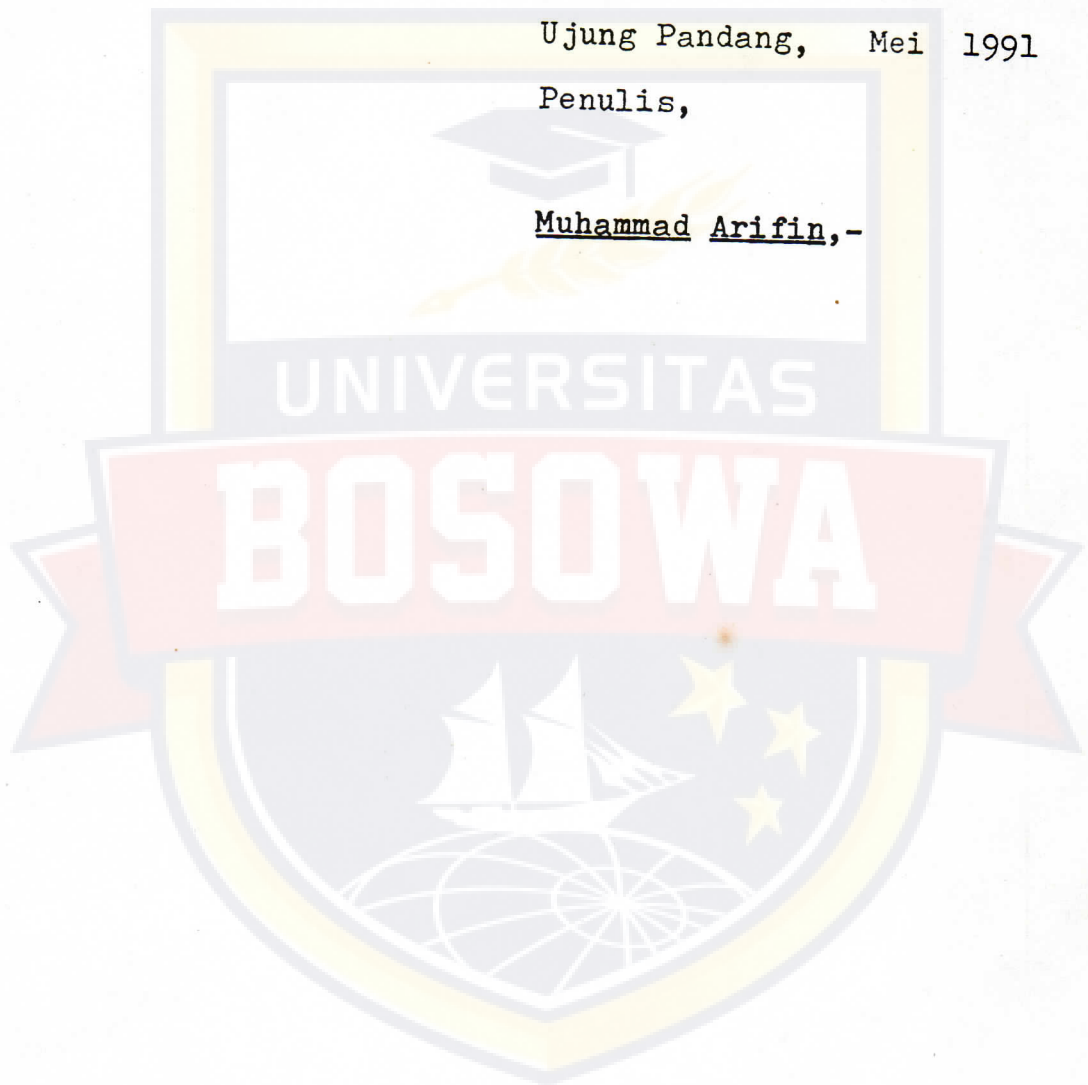 Ujung Pandang, Mei 1991
Penulis,
Muhammad Arifin,-
UNIVERSITAS
BOSOWA